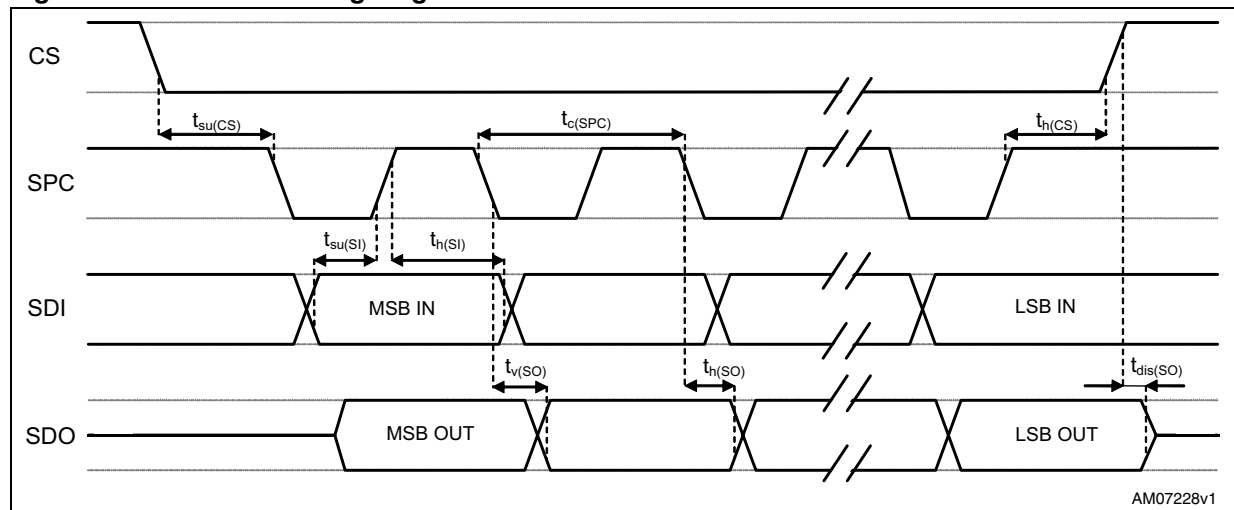 CS
t_su(CS)
t_c(SPC)
t_h(CS)
SPC
t_su(SI)
t_h(SI)
SDI
MSB IN
LSB IN
t_v(SO)
t_h(SO)
t_dis(SO)
SDO
MSB OUT
LSB OUT
AM07228v1